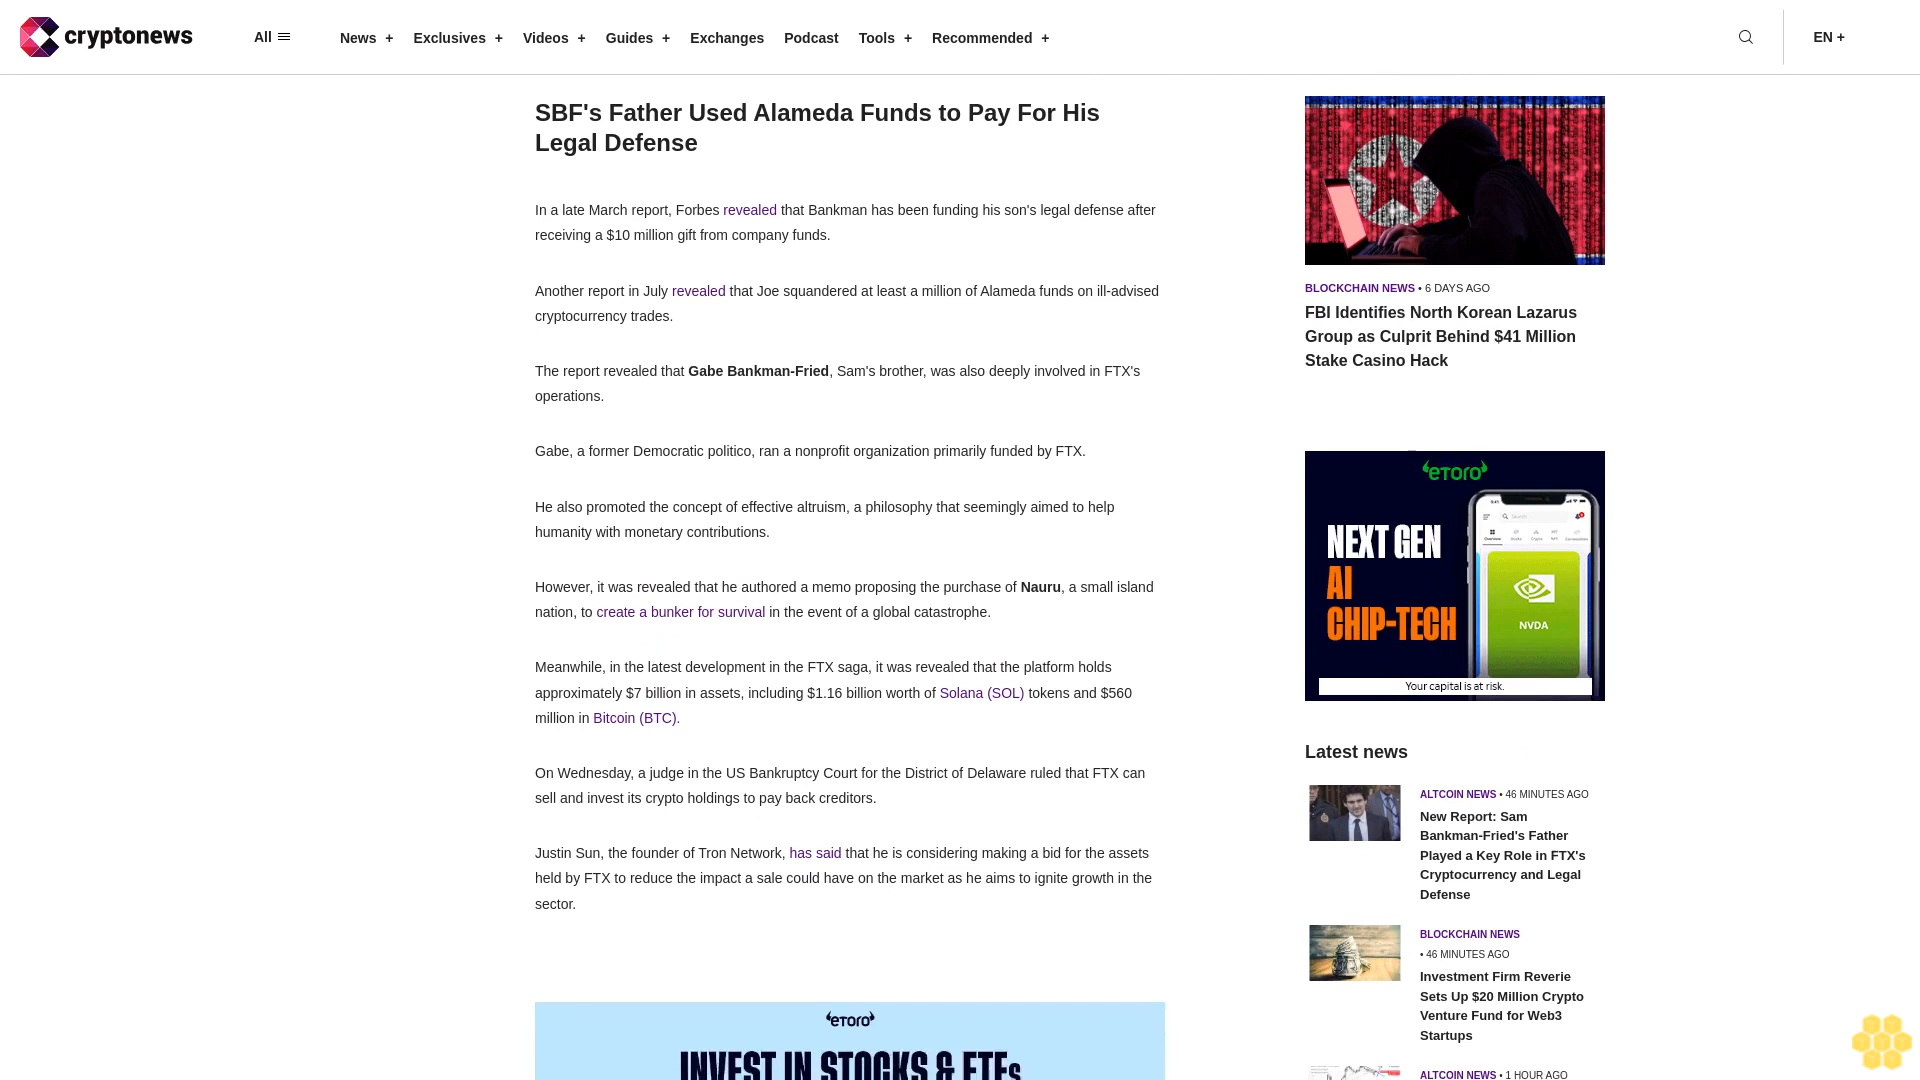 cryptonews
All
News +
Exclusives +
Videos +
Guides +
Exchanges
Podcast
Tools +
Recommended +
EN +
SBF's Father Used Alameda Funds to Pay For His
Legal Defense
In a late March report, Forbes revealed that Bankman has been funding his son's legal defense after
receiving a $10 million gift from company funds.
Another report in July revealed that Joe squandered at least a million of Alameda funds on ill-advised
cryptocurrency trades.
The report revealed that Gabe Bankman-Fried, Sam's brother, was also deeply involved in FTX's
operations.
Gabe, a former Democratic politico, ran a nonprofit organization primarily funded by FTX.
He also promoted the concept of effective altruism, a philosophy that seemingly aimed to help
humanity with monetary contributions.
However, it was revealed that he authored a memo proposing the purchase of Nauru, a small island
nation, to create a bunker for survival in the event of a global catastrophe.
Meanwhile, in the latest development in the FTX saga, it was revealed that the platform holds
approximately $7 billion in assets, including $1.16 billion worth of Solana (SOL) tokens and $560
million in Bitcoin (BTC).
On Wednesday, a judge in the US Bankruptcy Court for the District of Delaware ruled that FTX can
sell and invest its crypto holdings to pay back creditors.
Justin Sun, the founder of Tron Network, has said that he is considering making a bid for the assets
held by FTX to reduce the impact a sale could have on the market as he aims to ignite growth in the
sector.
eToro
INVEST IN STOCKS & ETFs
BLOCKCHAIN NEWS • 6 DAYS AGO
FBI Identifies North Korean Lazarus
Group as Culprit Behind $41 Million
Stake Casino Hack
eToro
NEXT GEN
AI
CHIP-TECH
NVDA
Your capital is at risk.
Latest news
ALTCOIN NEWS • 46 MINUTES AGO
New Report: Sam
Bankman-Fried's Father
Played a Key Role in FTX's
Cryptocurrency and Legal
Defense
BLOCKCHAIN NEWS
• 46 MINUTES AGO
Investment Firm Reverie
Sets Up $20 Million Crypto
Venture Fund for Web3
Startups
ALTCOIN NEWS • 1 HOUR AGO